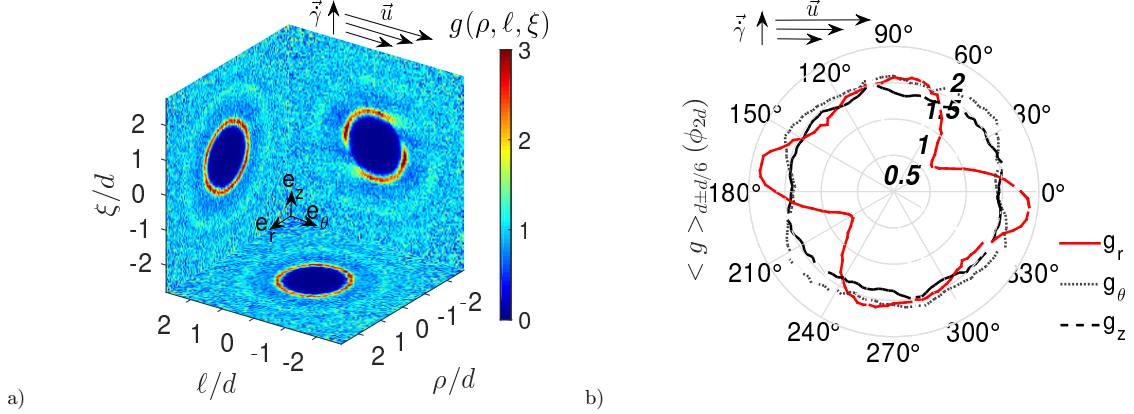 γ̇ u g(ρ, ℓ, ξ)
3
2
1
0
ξ/d
2
1
0
-1
-2
e_z
e_r e_θ
2 1 0 -1 -2
ℓ/d
2 1 0 -1 -2
ρ/d
a)
γ̇ u
< g >_{d±d/6} (ϕ_{2d})
90°
120° 60°
150° 30°
180° 0°
210° 330°
240° 300°
270°
2
1.5
1
0.5
g_r
g_θ
g_z
b)